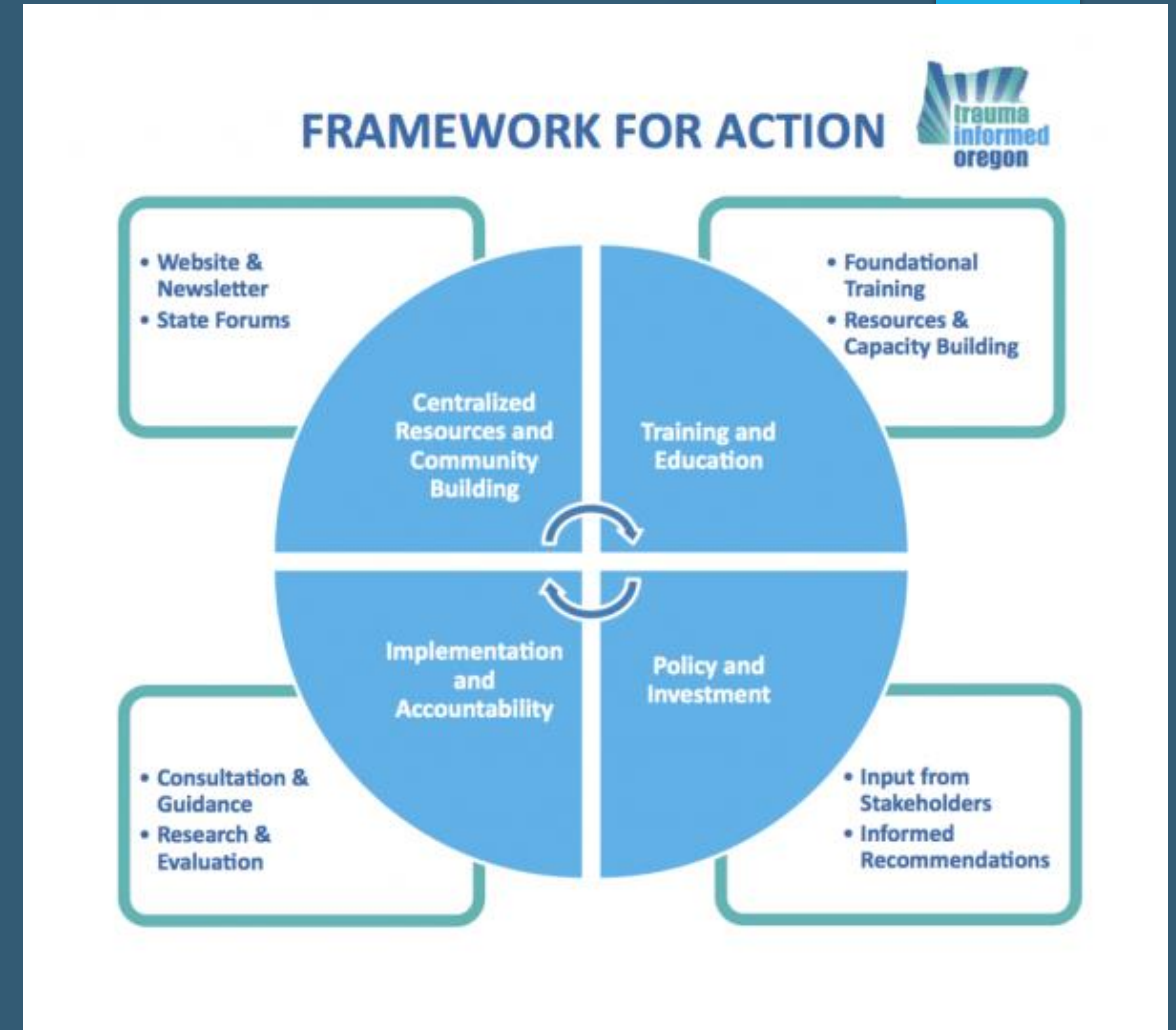 FRAMEWORK FOR ACTION
trauma
informed
oregon
• Website &
Newsletter
• State Forums
• Foundational
Training
• Resources &
Capacity Building
Centralized
Resources and
Community
Building
Training and
Education
Implementation
and
Accountability
Policy and
Investment
• Consultation &
Guidance
• Research &
Evaluation
• Input from
Stakeholders
• Informed
Recommendations